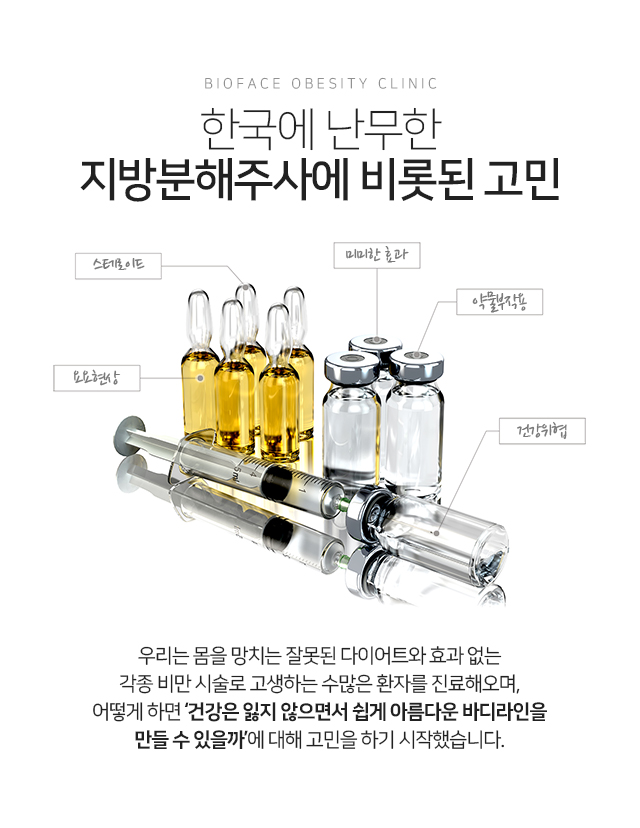 BIOFACE OBESITY CLINIC
한국에 난무한
지방분해주사에 비롯된 고민
스테로이드
미미한 효과
약물부작용
요요현상
건강위협
4
5ml
1
우리는 몸을 망치는 잘못된 다이어트와 효과 없는
각종 비만 시술로 고생하는 수많은 환자를 진료해오며,
어떻게 하면 ‘건강은 잃지 않으면서 쉽게 아름다운 바디라인을
만들 수 있을까’에 대해 고민을 하기 시작했습니다.